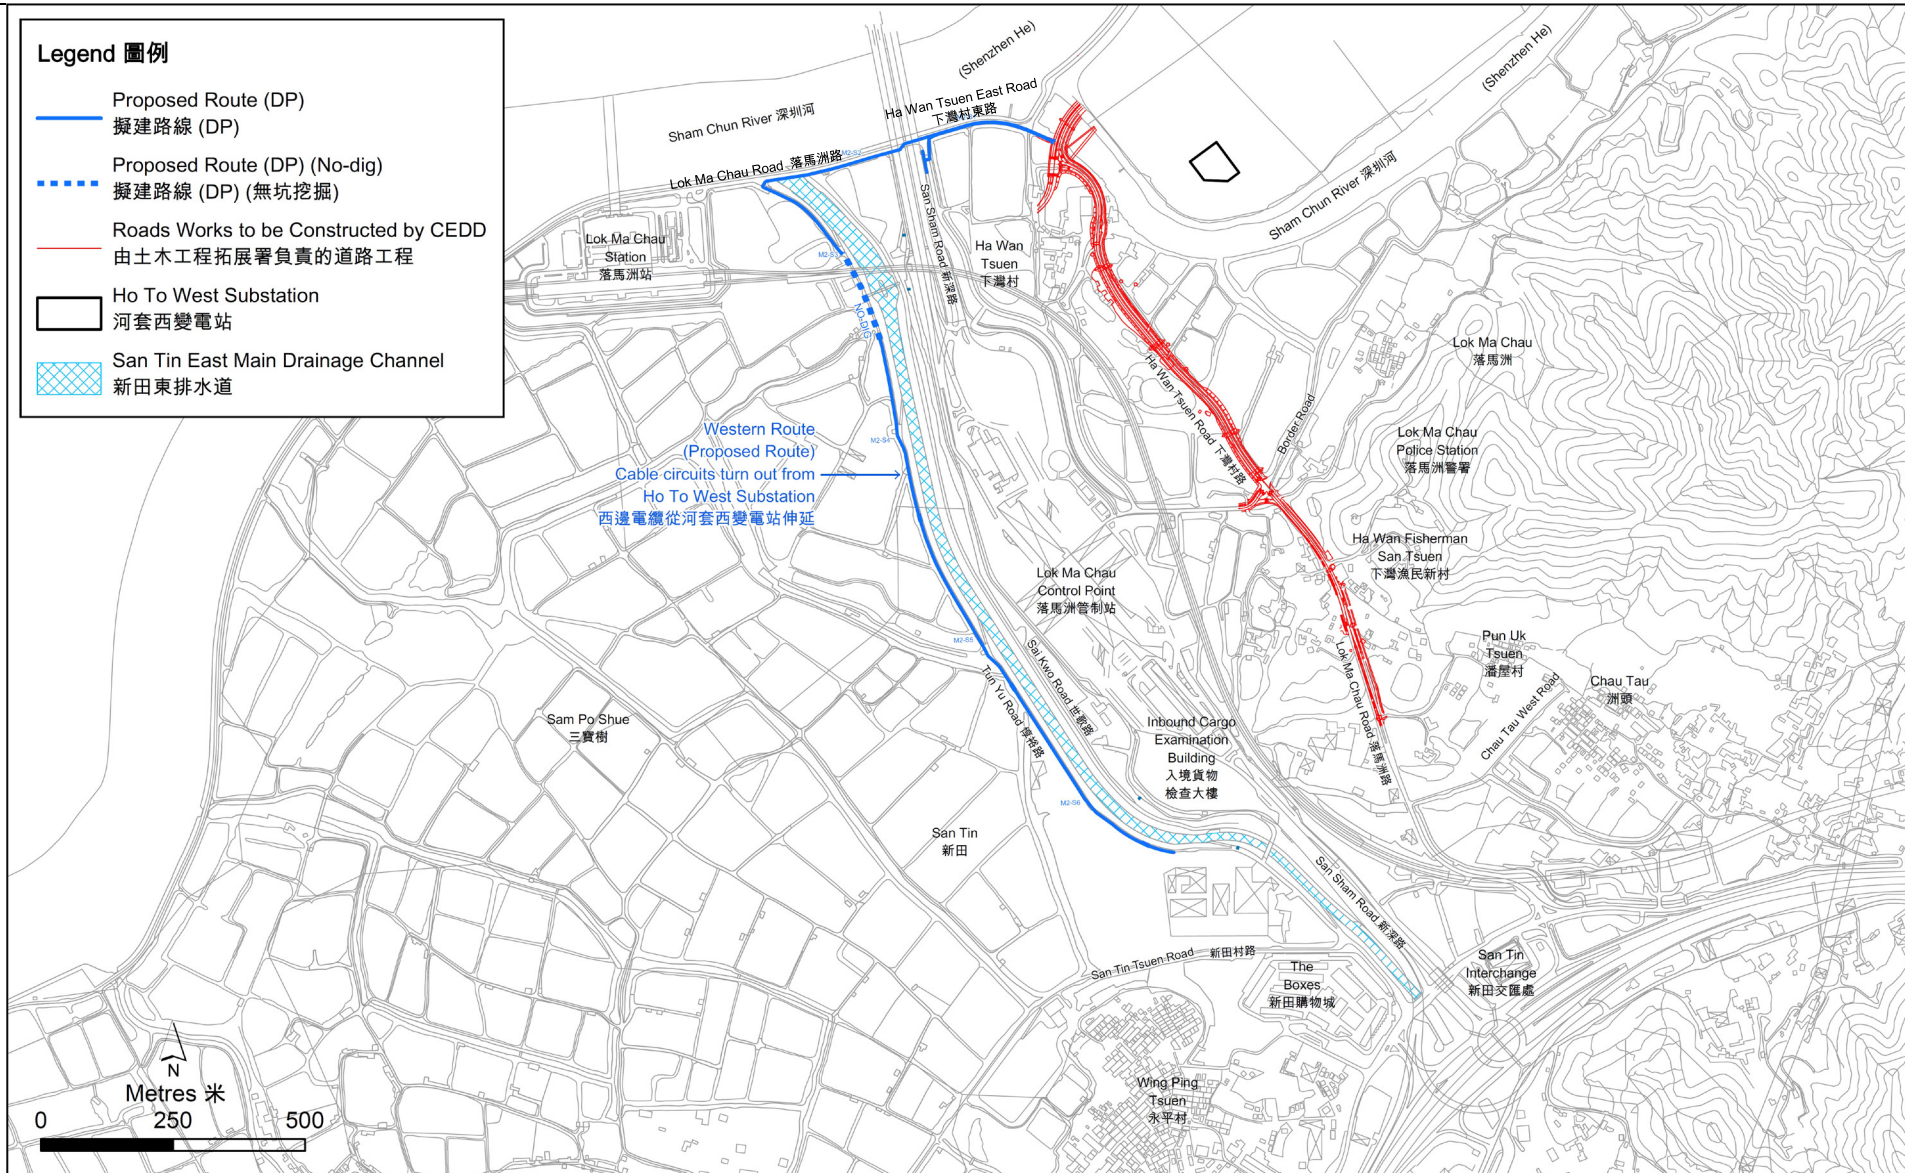 Legend 圖例
Proposed Route (DP)
擬建路線 (DP)
Proposed Route (DP) (No-dig)
擬建路線 (DP) (無坑挖掘)
Roads Works to be Constructed by CEDD
由土木工程拓展署負責的道路工程
Ho To West Substation
河套西變電站
San Tin East Main Drainage Channel
新田東排水道
(Shenzhen He)
(Shenzhen He)
Sham Chun River 深圳河
Ha Wan Tsuen East Road
下灣村東路
M2-S2
Lok Ma Chau Road 落馬洲路
Sham Chun River 深圳河
San Sham Road 新深路
Lok Ma Chau
Station
落馬洲站
M2-S3
NO-DIG
Ha Wan
Tsuen
下灣村
Lok Ma Chau
落馬洲
Ha Wan Tsuen Road 下灣村路
Border Road
Western Route
(Proposed Route)
Cable circuits turn out from
Ho To West Substation
西邊電纜從河套西變電站伸延
M2-S4
Lok Ma Chau
Police Station
落馬洲警署
Ha Wan Fisherman
San Tsuen
下灣漁民新村
Lok Ma Chau
Control Point
落馬洲管制站
M2-S5
Sai Kwo Road 世歌路
Tun Yu Road 惇裕路
Lok Ma Chau Road 落馬洲路
Pun Uk
Tsuen
潘屋村
Chau Tau
洲頭
Chau Tau West Road
Sam Po Shue
三寶樹
Inbound Cargo
Examination
Building
入境貨物
檢查大樓
M2-S6
San Tin
新田
San Sham Road 新深路
San Tin Tsuen Road 新田村路
The
Boxes
新田購物城
San Tin
Interchange
新田交匯處
Wing Ping
Tsuen
永平村
N
Metres 米
0 250 500